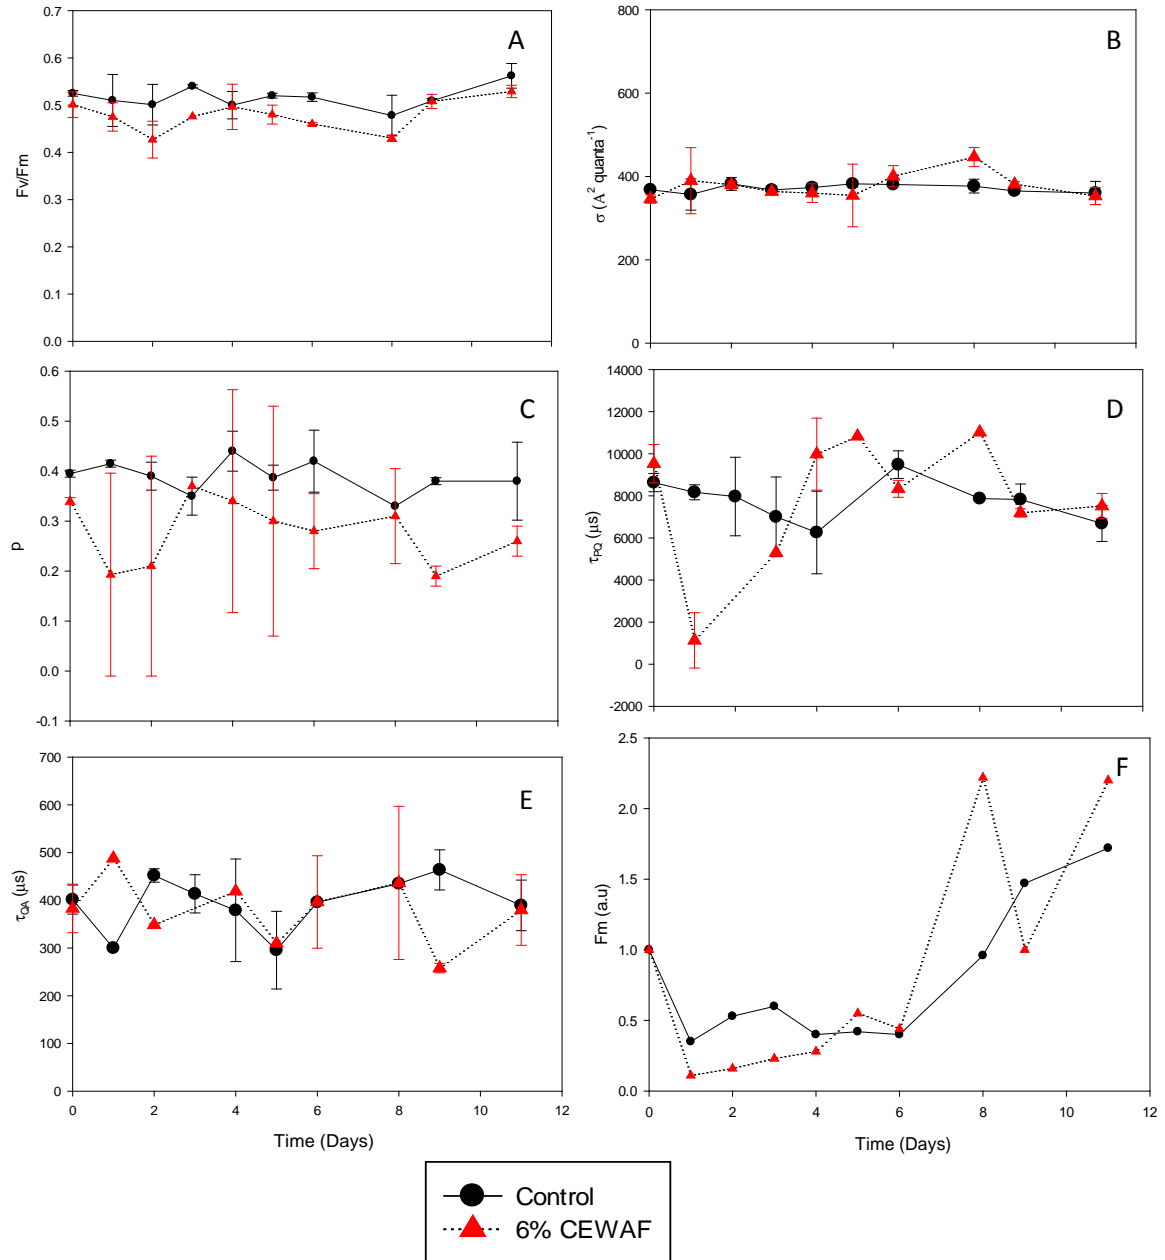 0.7
0.6
0.5
0.4
0.3
0.2
0.1
0.0
Fv/Fm
A
800
600
400
200
0
σ (A² quanta⁻¹)
B
0.6
0.5
0.4
0.3
0.2
0.1
0.0
-0.1
p
C
14000
12000
10000
8000
6000
4000
2000
0
-2000
τPQ (µs)
D
700
600
500
400
300
200
100
0
τQA (µs)
E
0 2 4 6 8 10 12
Time (Days)
2.5
2.0
1.5
1.0
0.5
0.0
Fm (a.u)
F
0 2 4 6 8 10 12
Time (Days)
Control
6% CEWAF